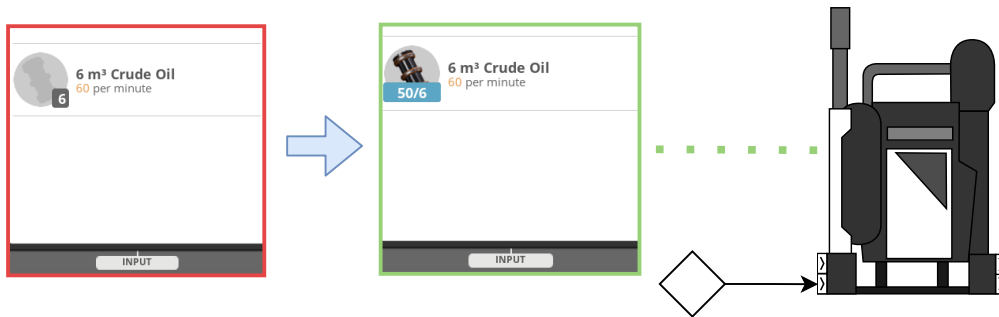 6 m³ Crude Oil
60 per minute
6
INPUT
6 m³ Crude Oil
60 per minute
50/6
INPUT